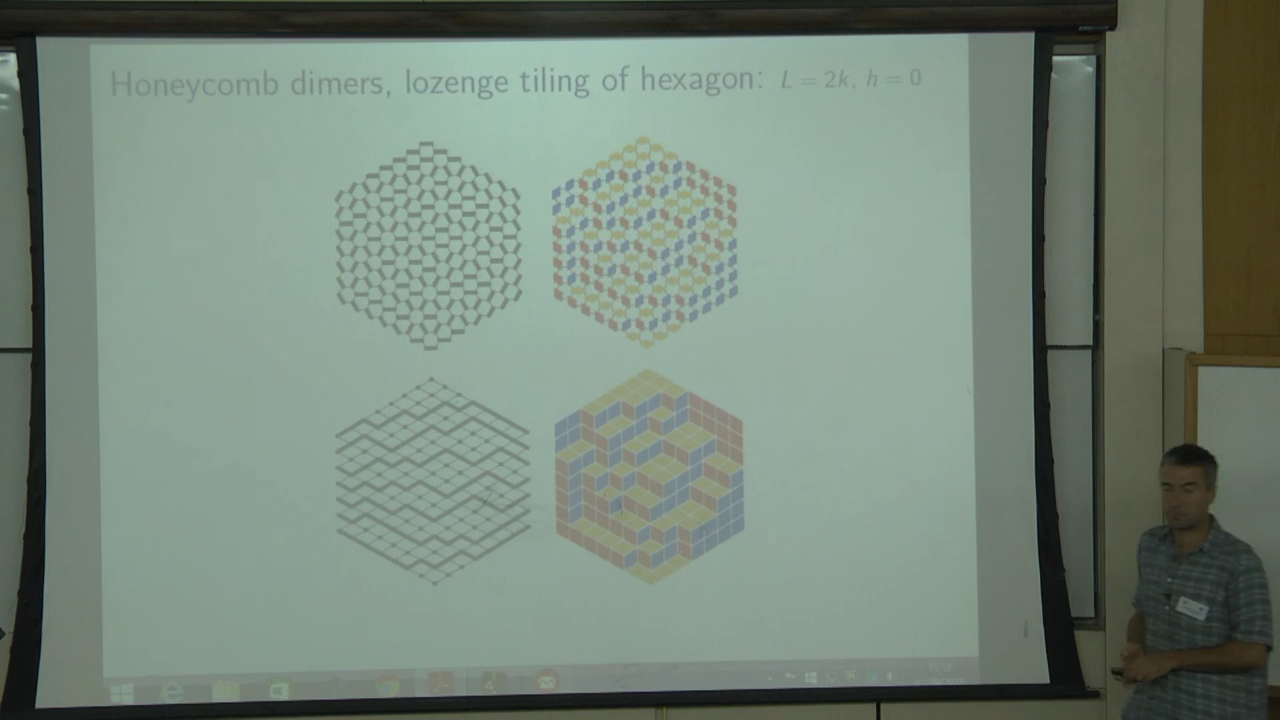 Honeycomb dimers, lozenge tiling of hexagon: L = 2k, h = 0